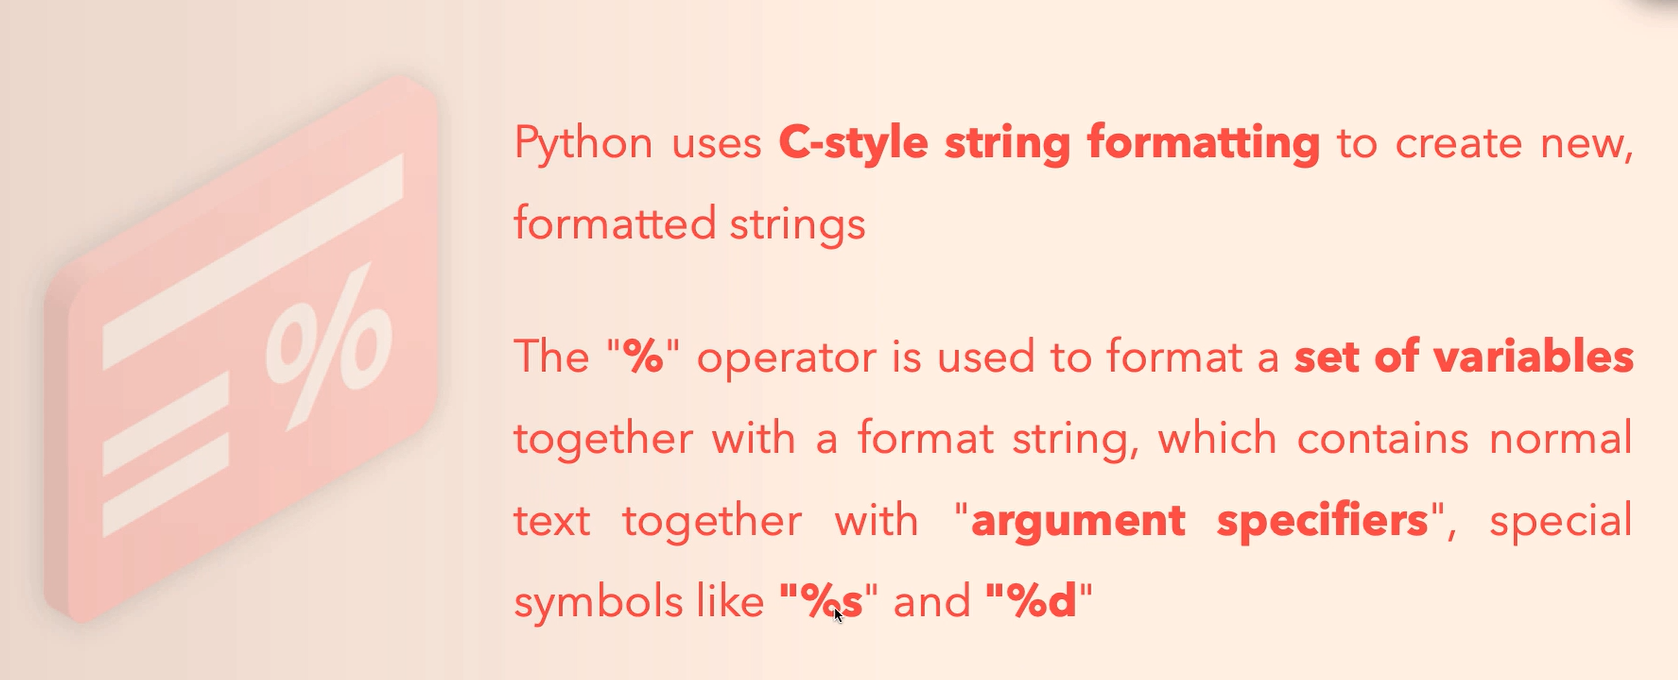 Python uses C-style string formatting to create new,
formatted strings
The "%" operator is used to format a set of variables
together with a format string, which contains normal
text together with "argument specifiers", special
symbols like "%s" and "%d"
%